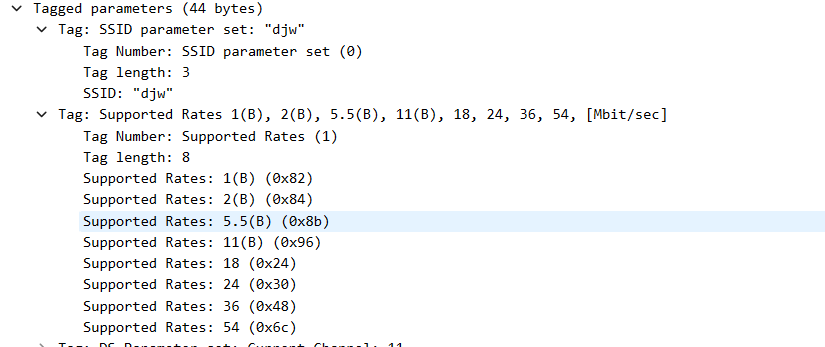 Tagged parameters (44 bytes)
Tag: SSID parameter set: "djw"
Tag Number: SSID parameter set (0)
Tag length: 3
SSID: "djw"
Tag: Supported Rates 1(B), 2(B), 5.5(B), 11(B), 18, 24, 36, 54, [Mbit/sec]
Tag Number: Supported Rates (1)
Tag length: 8
Supported Rates: 1(B) (0x82)
Supported Rates: 2(B) (0x84)
Supported Rates: 5.5(B) (0x8b)
Supported Rates: 11(B) (0x96)
Supported Rates: 18 (0x24)
Supported Rates: 24 (0x30)
Supported Rates: 36 (0x48)
Supported Rates: 54 (0x6c)
Tag: DS Parameter set: Current Channel: 11